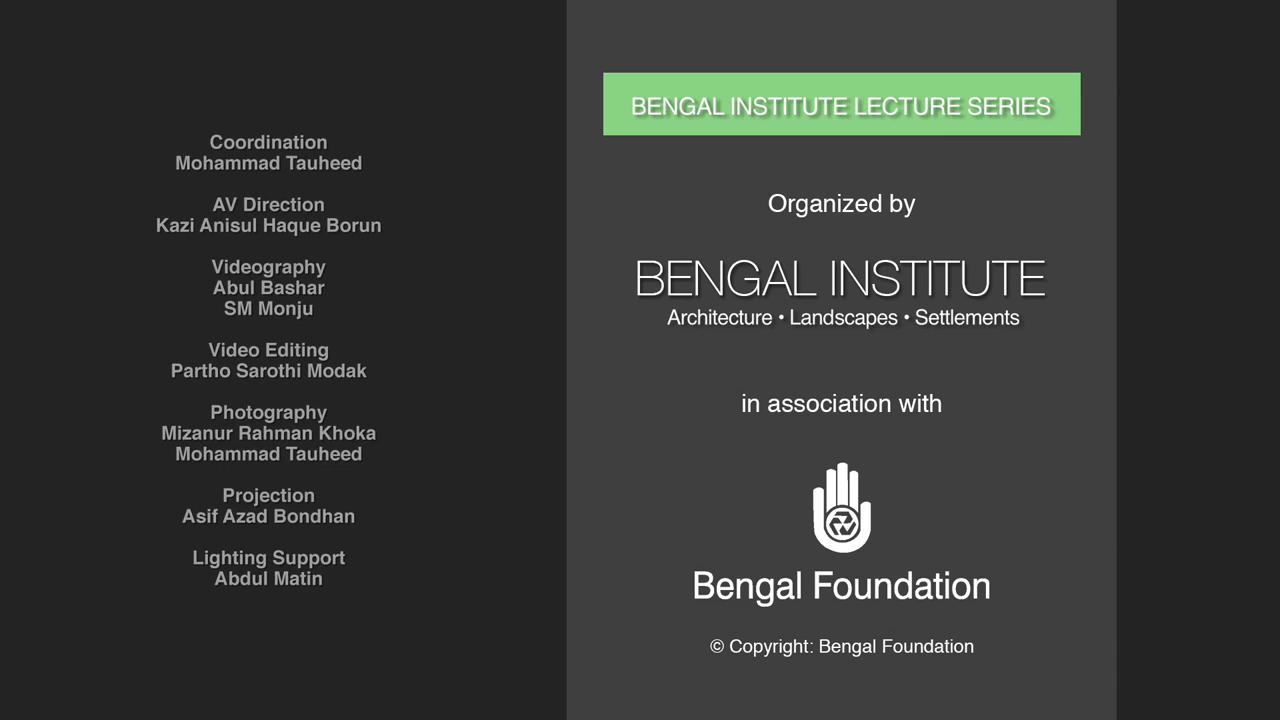 Coordination
Mohammad Tauheed
AV Direction
Kazi Anisul Haque Borun
Videography
Abul Bashar
SM Monju
Video Editing
Partho Sarothi Modak
Photography
Mizanur Rahman Khoka
Mohammad Tauheed
Projection
Asif Azad Bondhan
Lighting Support
Abdul Matin
BENGAL INSTITUTE LECTURE SERIES
Organized by
BENGAL INSTITUTE
Architecture • Landscapes • Settlements
in association with
Bengal Foundation
© Copyright: Bengal Foundation